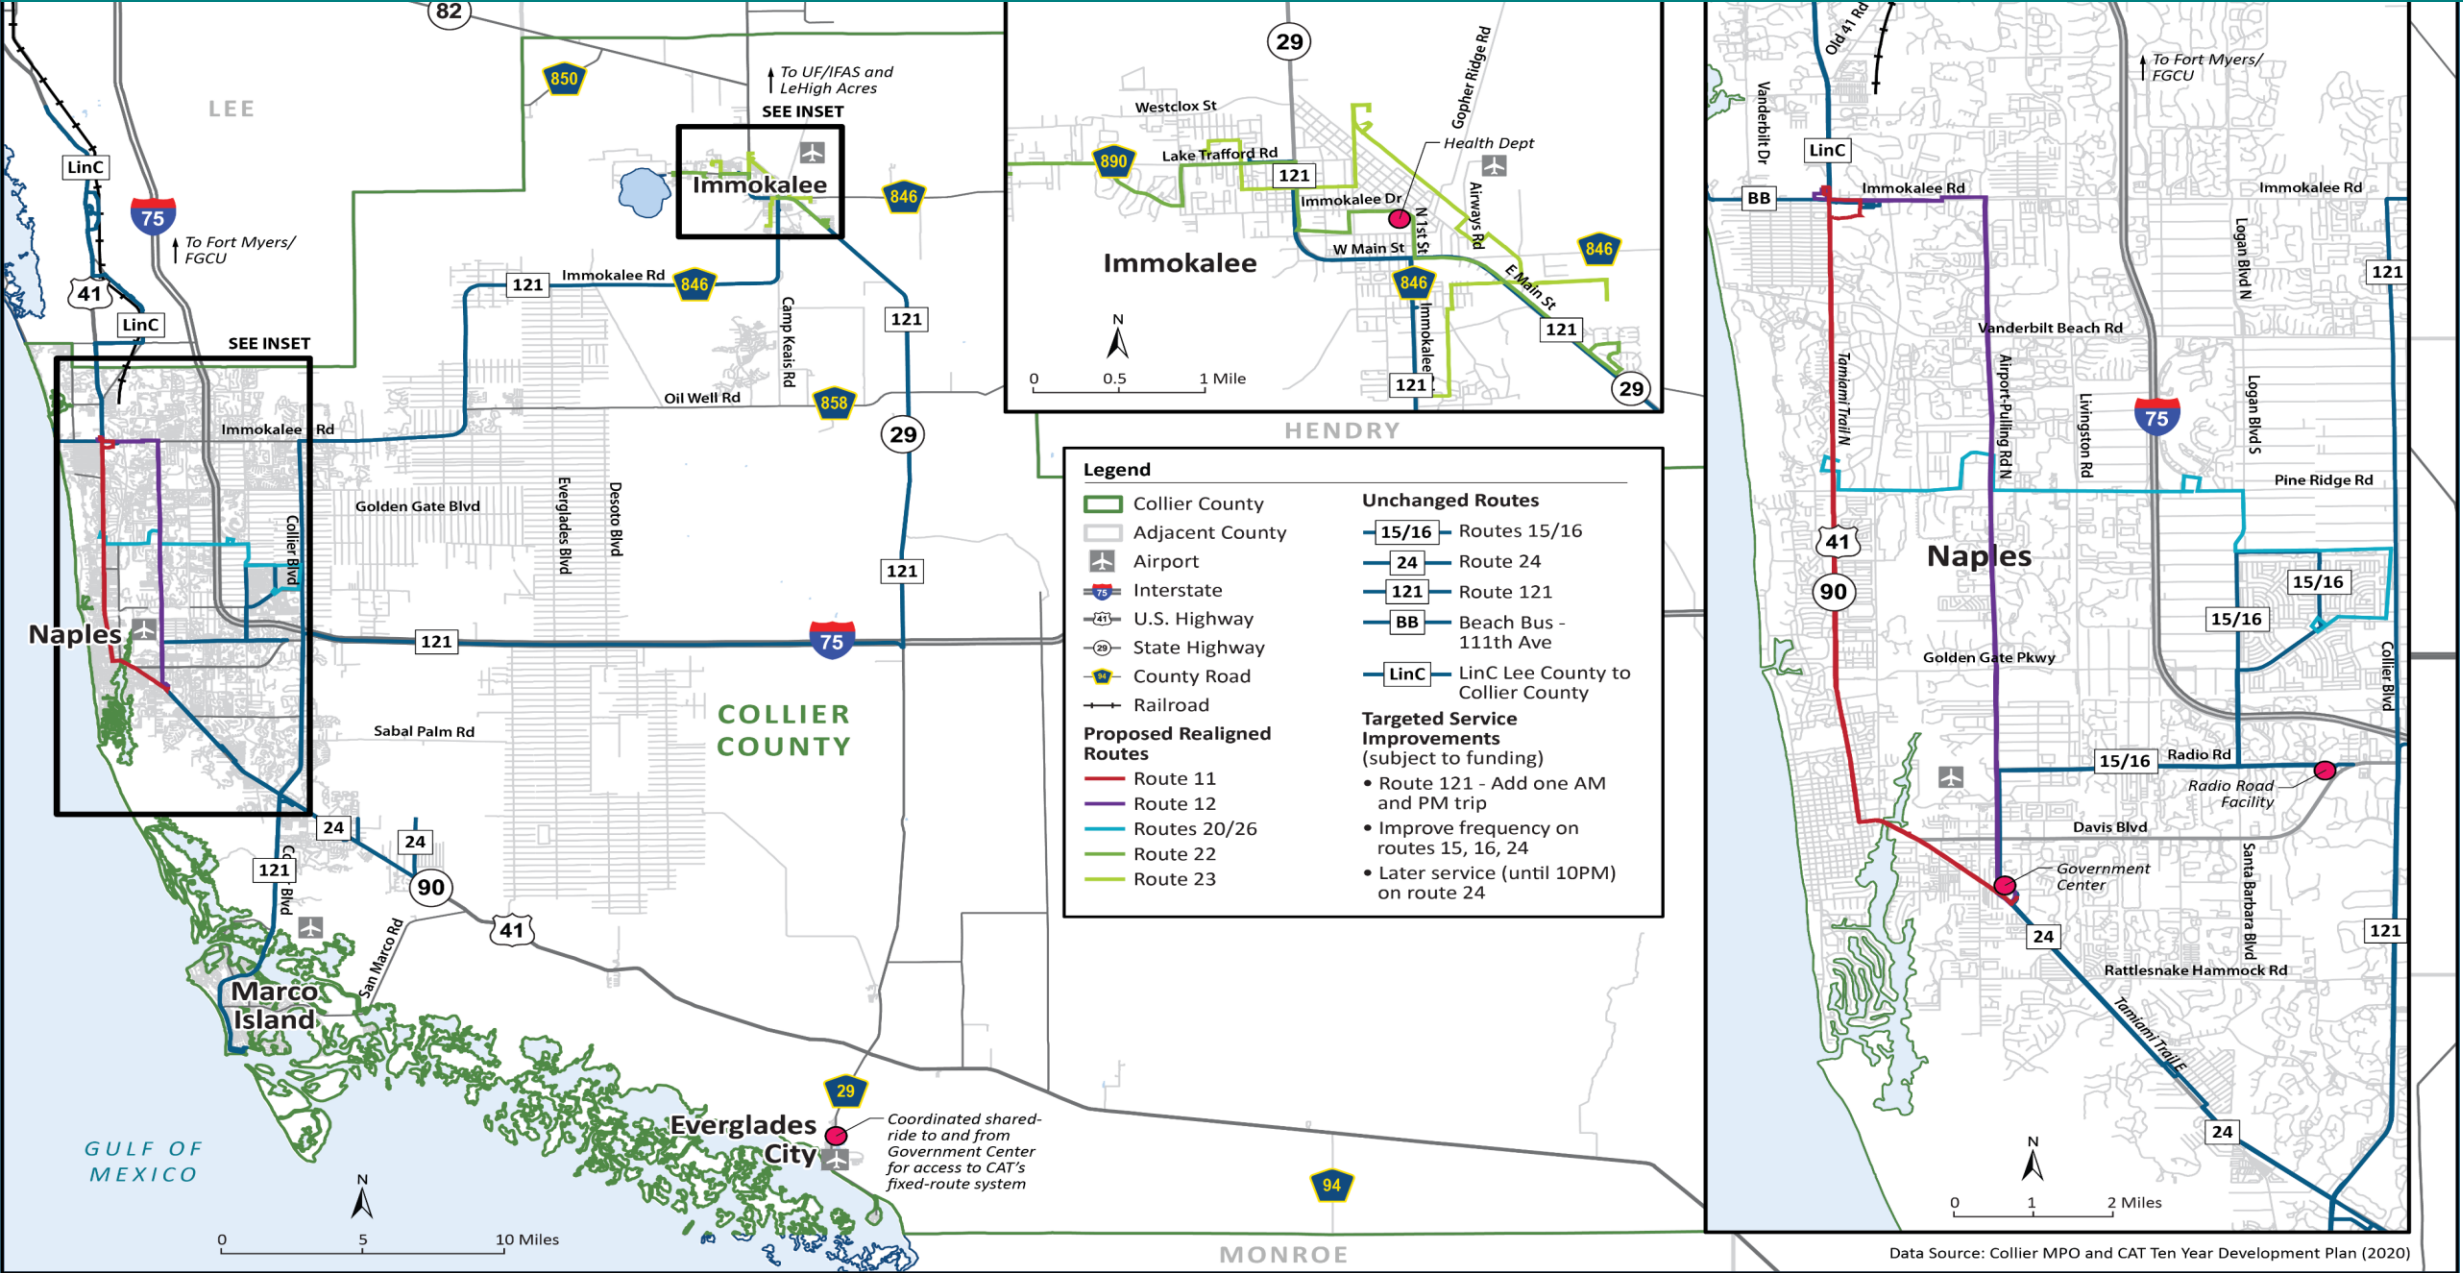 82
LEE
850
To UF/IFAS and
LeHigh Acres
SEE INSET
LinC
Immokalee
846
75
To Fort Myers/
FGCU
41
LinC
121
Immokalee Rd
846
Camp Keais Rd
121
SEE INSET
Oil Well Rd
858
Immokalee Rd
29
Golden Gate Blvd
Everglades Blvd
Desoto Blvd
Collier Blvd
121
Naples
121
75
COLLIER
COUNTY
Sabal Palm Rd
24
24
121
Blvd
90
41
San Marco Rd
Marco
Island
29
Everglades
City
Coordinated shared-
ride to and from
Government Center
for access to CAT's
fixed-route system
GULF OF
MEXICO
N
0 5 10 Miles
94
MONROE
HENDRY
29
Gopher Ridge Rd
Westclox St
Health Dept
890
Lake Trafford Rd
121
Immokalee Dr
N 1st St
Airways Rd
W Main St
846
Immokalee
846
E Main St
N
Immokalee
121
0 0.5 1 Mile
121
29
Legend
Collier County
Adjacent County
Airport
75 Interstate
41 U.S. Highway
29 State Highway
94 County Road
Railroad
Proposed Realigned
Routes
Route 11
Route 12
Routes 20/26
Route 22
Route 23
Unchanged Routes
15/16 Routes 15/16
24 Route 24
121 Route 121
BB Beach Bus -
111th Ave
LinC LinC Lee County to
Collier County
Targeted Service
Improvements
(subject to funding)
• Route 121 - Add one AM
and PM trip
• Improve frequency on
routes 15, 16, 24
• Later service (until 10PM)
on route 24
Old 41 Rd
To Fort Myers/
FGCU
Vanderbilt Dr
LinC
BB
Immokalee Rd
Immokalee Rd
Logan Blvd N
121
Vanderbilt Beach Rd
Tamiami Trail N
Airport-Pulling Rd N
Livingston Rd
75
Logan Blvd S
Pine Ridge Rd
41
Naples
90
15/16
15/16
Golden Gate Pkwy
Collier Blvd
15/16
Radio Rd
Radio Road
Facility
Davis Blvd
Government
Center
Santa Barbara Blvd
24
121
Rattlesnake Hammock Rd
Tamiami Trail E
24
N
0 1 2 Miles
Data Source: Collier MPO and CAT Ten Year Development Plan (2020)